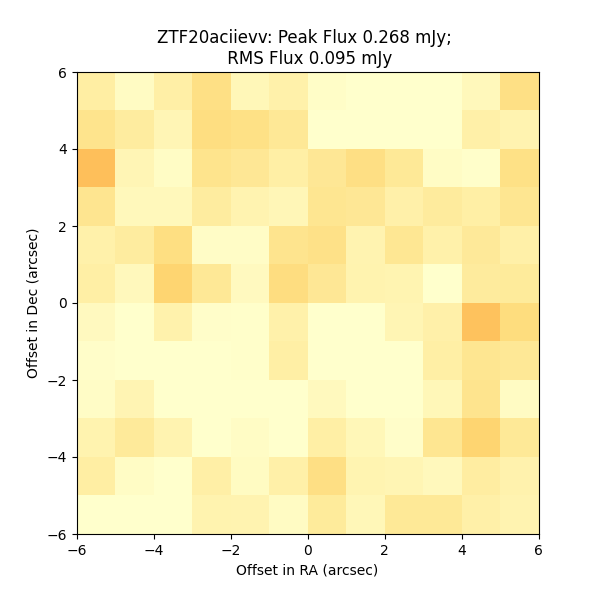 ZTF20aciievv: Peak Flux 0.268 mJy;
RMS Flux 0.095 mJy
6
4
2
0
−2
−4
−6
Offset in Dec (arcsec)
−6 −4 −2 0 2 4 6
Offset in RA (arcsec)